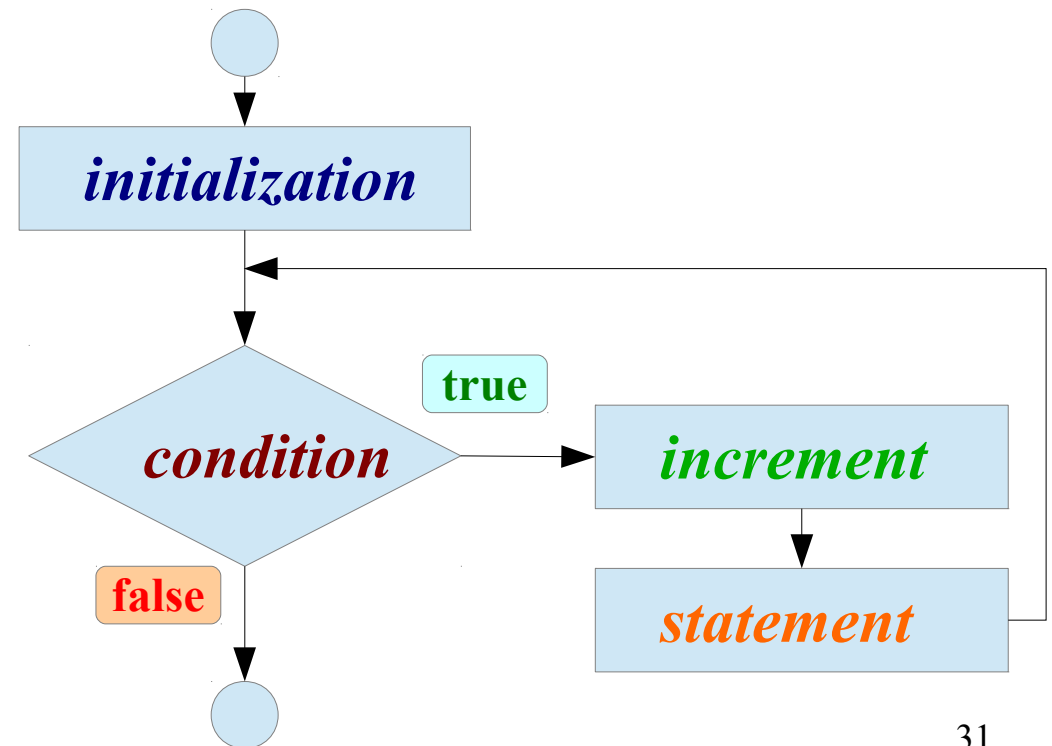 initialization
true
condition
increment
false
statement
31